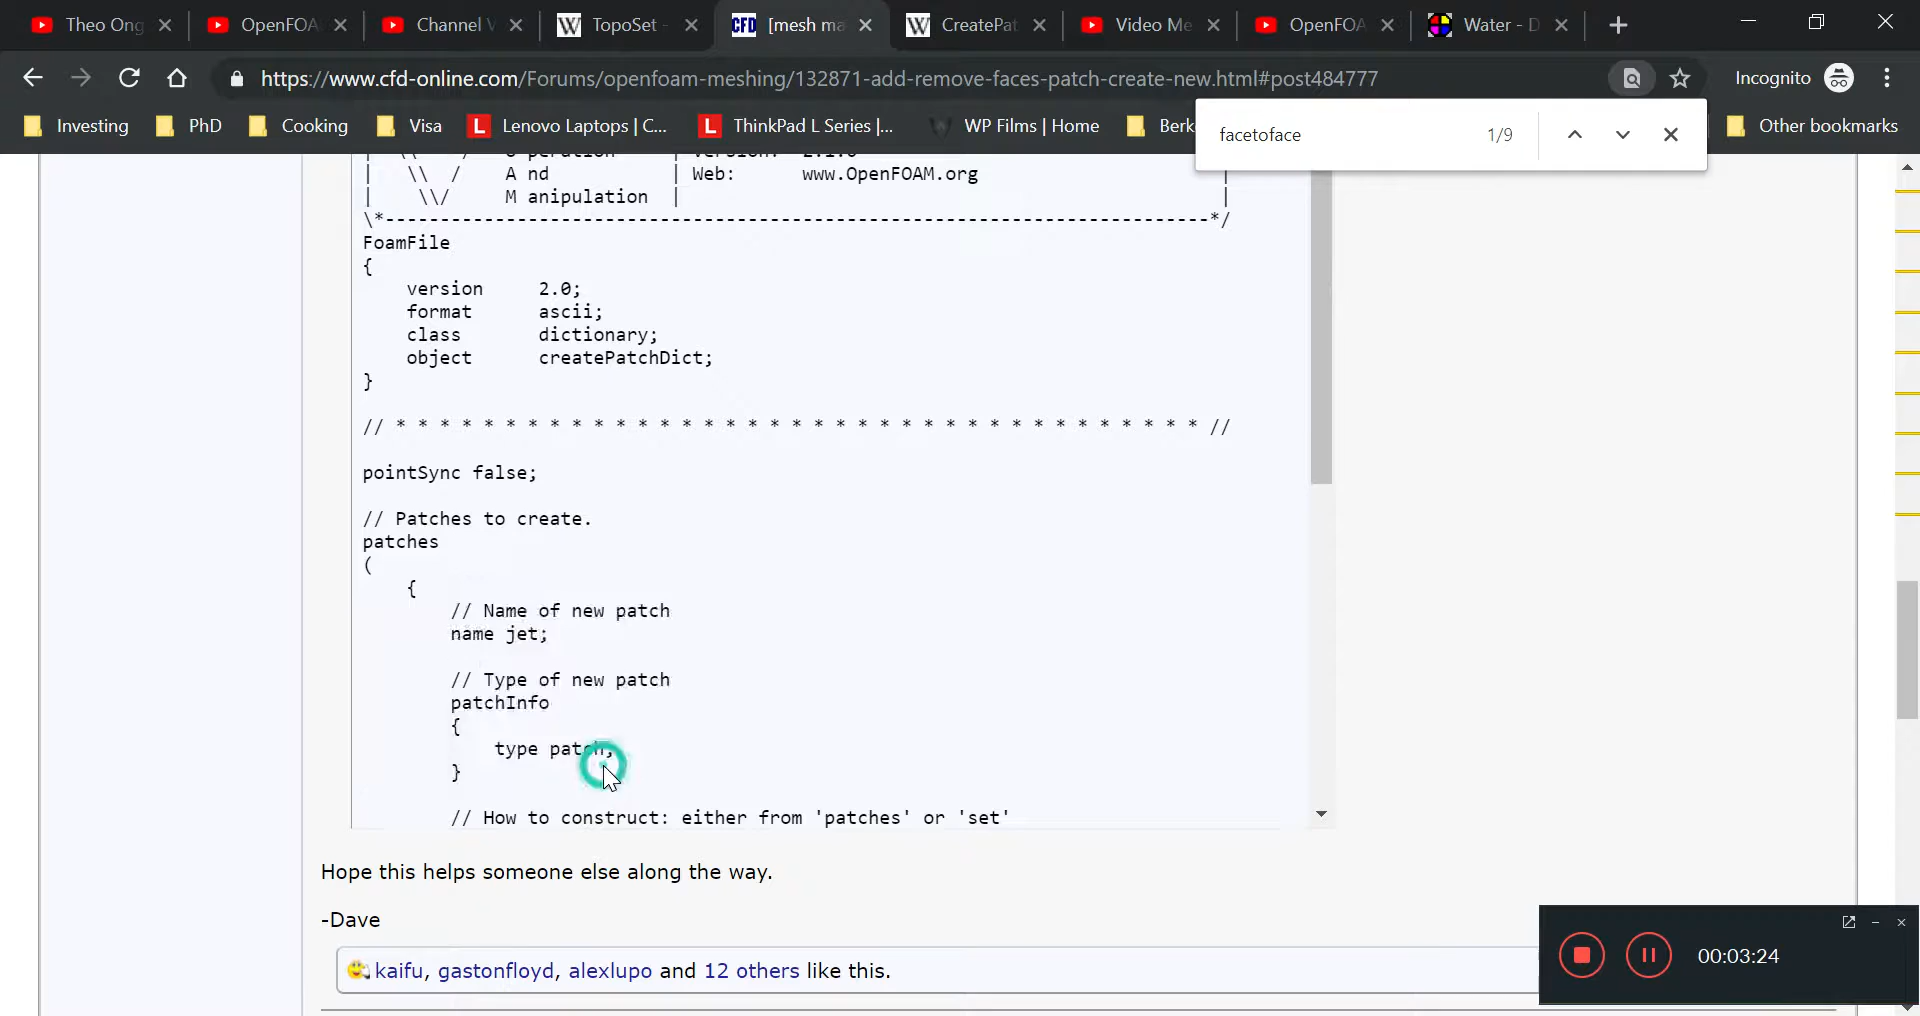 Theo Ong
OpenFOA
Channel V
TopoSet -
CFD [mesh ma
CreatePat
Video Me
OpenFOA
Water - D
https://www.cfd-online.com/Forums/openfoam-meshing/132871-add-remove-faces-patch-create-new.html#post484777
Incognito
Investing
PhD
Cooking
Visa
L Lenovo Laptops | C...
L ThinkPad L Series |...
WP Films | Home
Berk
Other bookmarks
facetoface 1/9
| \\ / A nd | Web: www.OpenFOAM.org |
| \\/ M anipulation | |
\*---------------------------------------------------------------------------*/
FoamFile
{
version 2.0;
format ascii;
class dictionary;
object createPatchDict;
}
// * * * * * * * * * * * * * * * * * * * * * * * * * * * * * * * * * * * * * //
pointSync false;
// Patches to create.
patches
(
{
// Name of new patch
name jet;
// Type of new patch
patchInfo
{
type patch;
}
// How to construct: either from 'patches' or 'set'
Hope this helps someone else along the way.
-Dave
kaifu, gastonfloyd, alexlupo and 12 others like this.
00:03:24